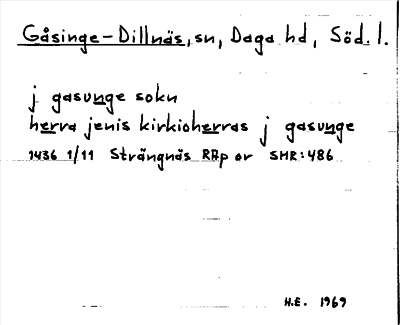 Gåsinge-Dillnäs, sn, Daga hd, Söd. l.
j gasunge sokn
herra jenis kirkioherras j gasunge
1436 1/11 Strängnäs RAp or SMR:486
H.E. 1969